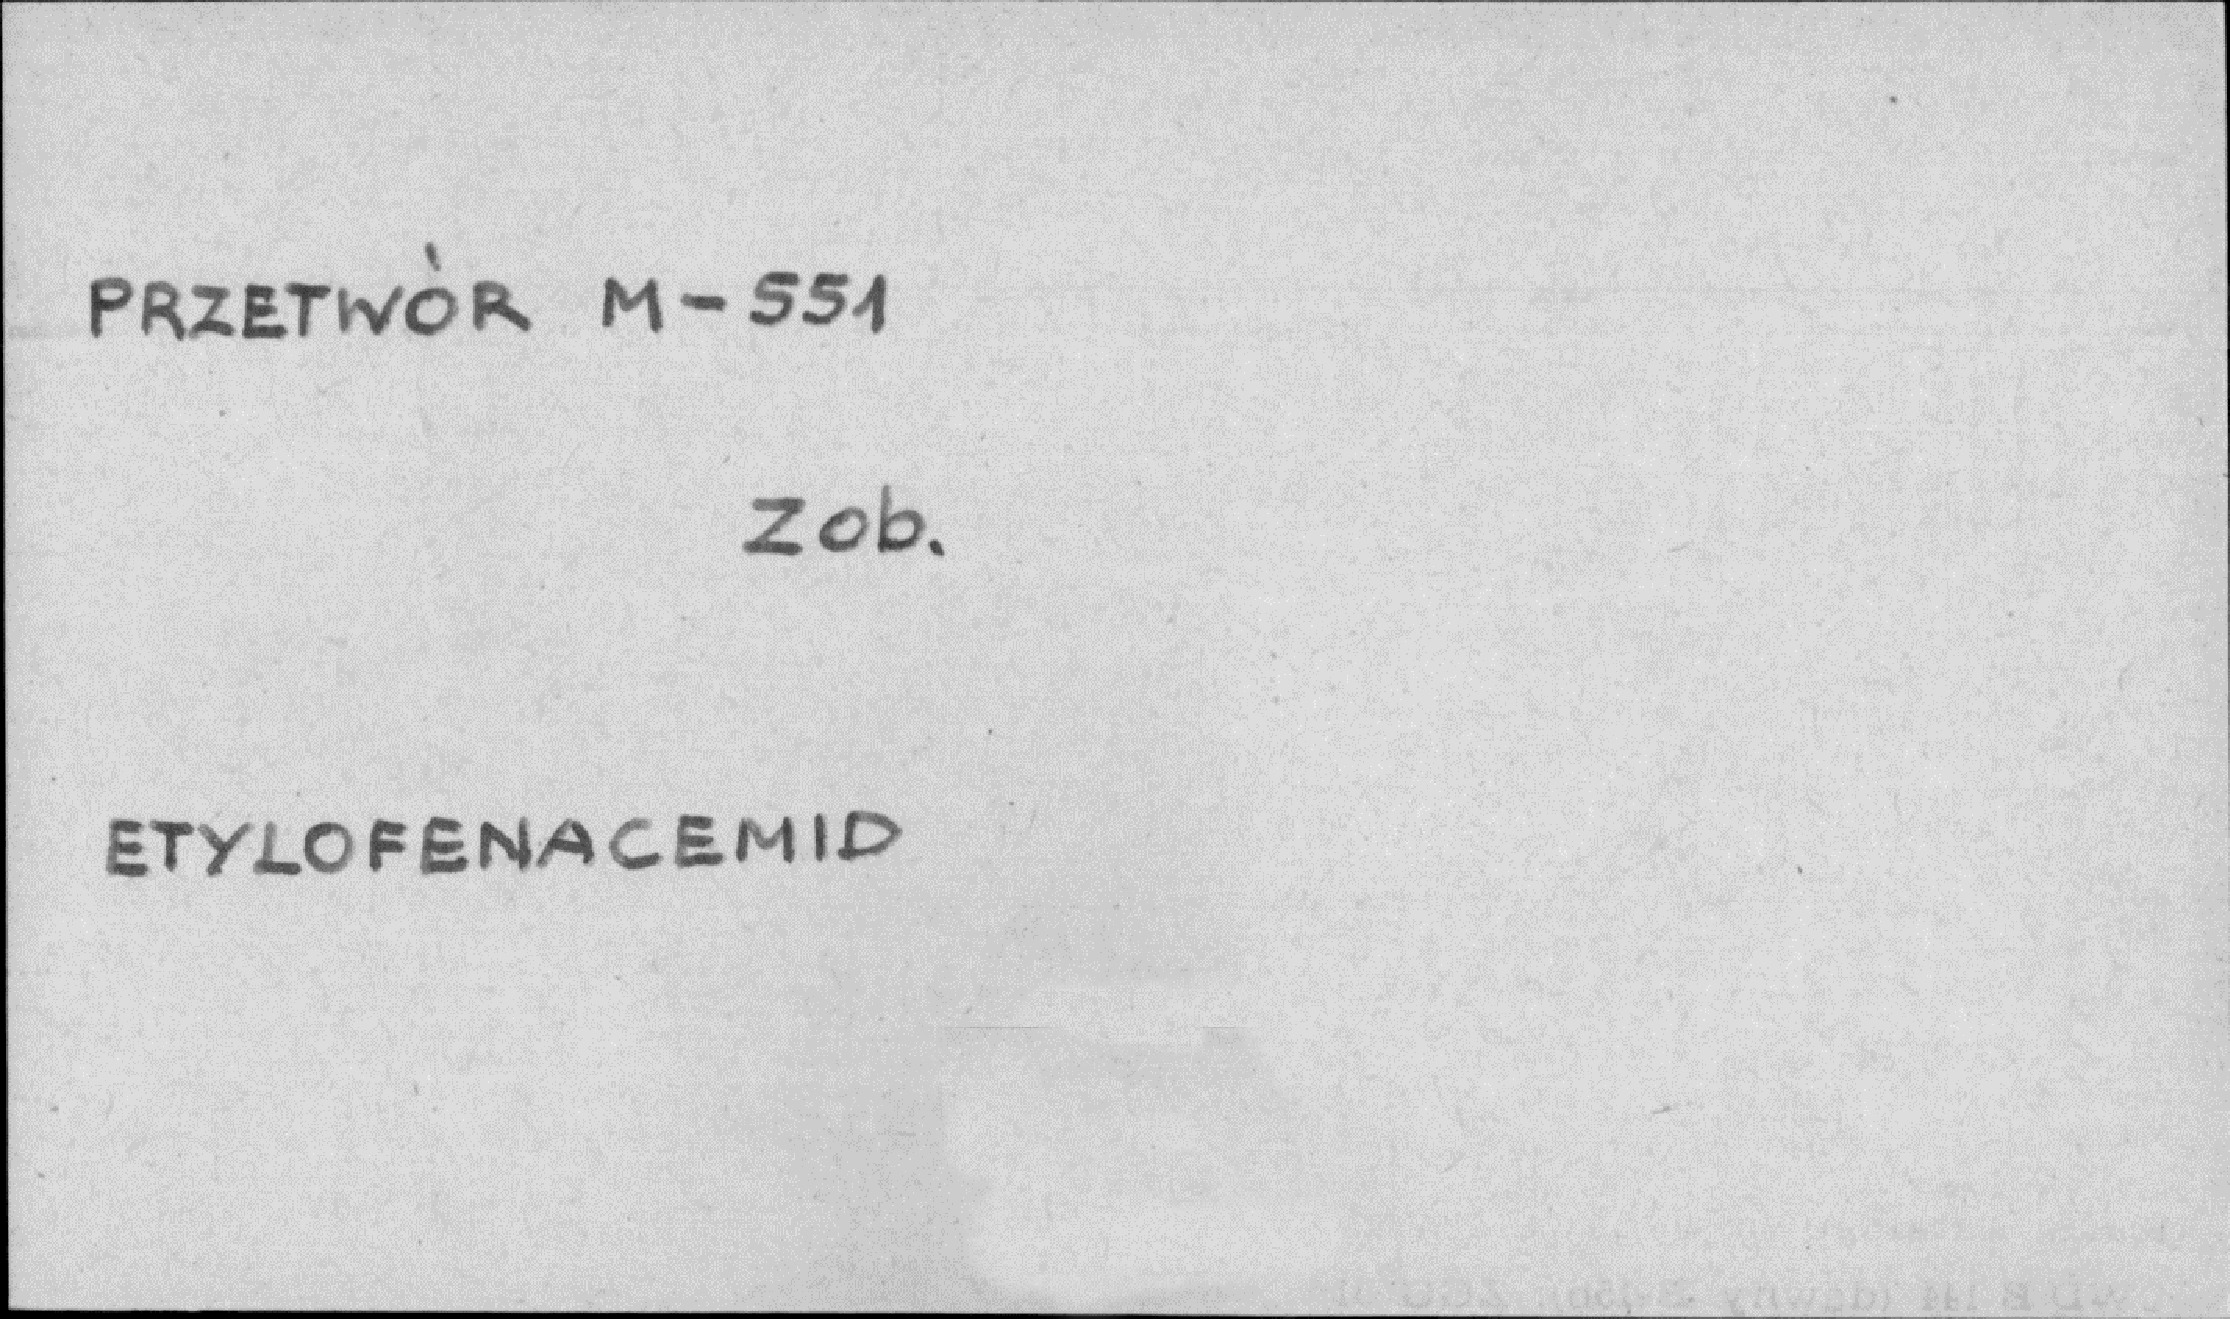 PRZETWÓR M-551
Zob.
ETYLOFENACEMID